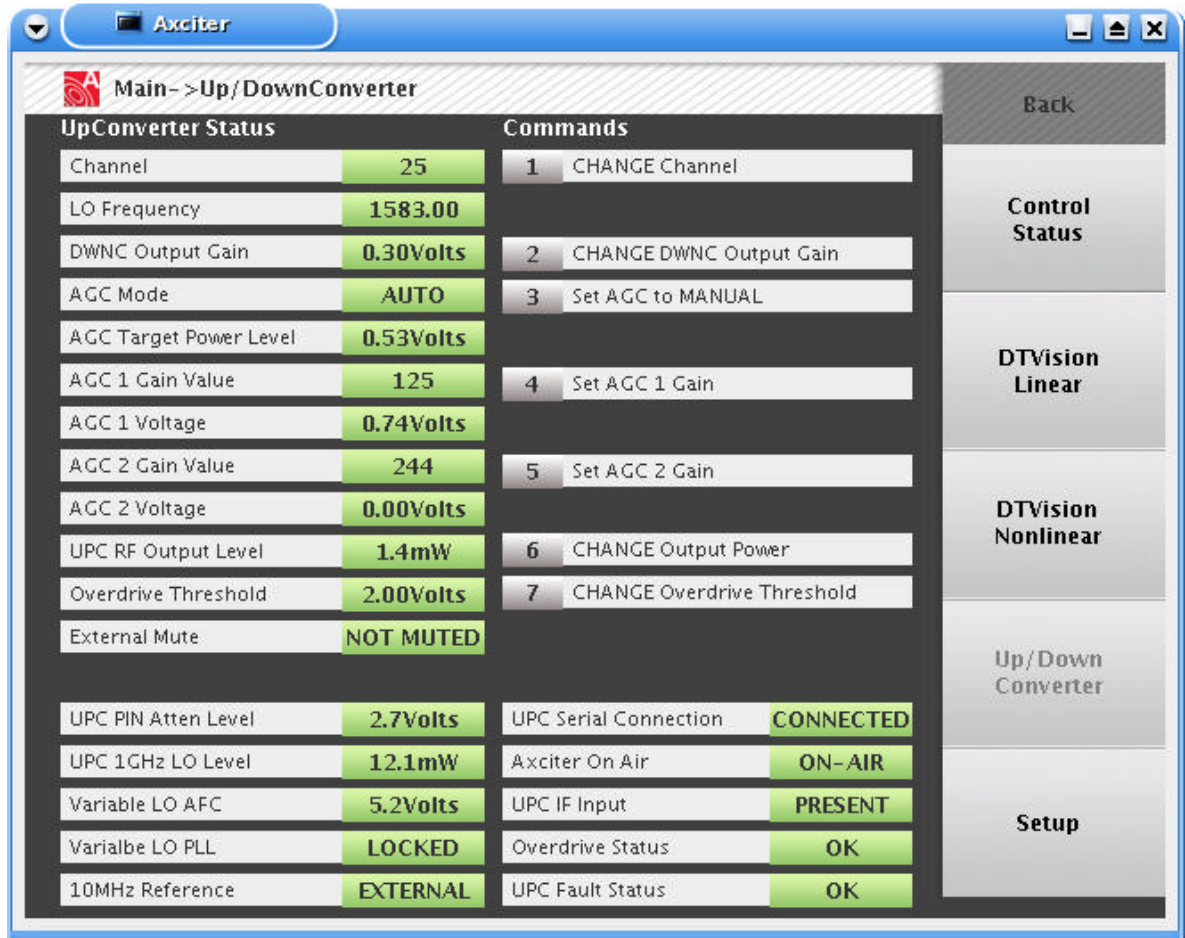 Axciter
A Main->Up/DownConverter
Back
UpConverter Status Commands
Channel 25 1 CHANGE Channel
LO Frequency 1583.00
Control
Status
DWNC Output Gain 0.30Volts 2 CHANGE DWNC Output Gain
AGC Mode AUTO 3 Set AGC to MANUAL
AGC Target Power Level 0.53Volts
DTVision
Linear
AGC 1 Gain Value 125 4 Set AGC 1 Gain
AGC 1 Voltage 0.74Volts
AGC 2 Gain Value 244 5 Set AGC 2 Gain
AGC 2 Voltage 0.00Volts
DTVision
Nonlinear
UPC RF Output Level 1.4mW 6 CHANGE Output Power
Overdrive Threshold 2.00Volts 7 CHANGE Overdrive Threshold
External Mute NOT MUTED
Up/Down
Converter
UPC PIN Atten Level 2.7Volts UPC Serial Connection CONNECTED
UPC 1GHz LO Level 12.1mW Axciter On Air ON-AIR
Variable LO AFC 5.2Volts UPC IF Input PRESENT
Setup
Varialbe LO PLL LOCKED Overdrive Status OK
10MHz Reference EXTERNAL UPC Fault Status OK